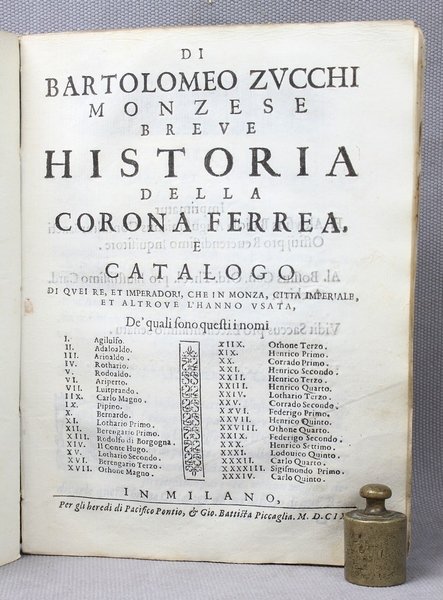 DI
BARTOLOMEO ZVCCHI
MONZESE
BREVE
HISTORIA
DELLA
CORONA FERREA,
E
CATALOGO
DI QVEI RE, ET IMPERADORI, CHE IN MONZA, CITTÀ IMPERIALE,
ET ALTROVE L'HANNO VSATA,
De' quali sono questi i nomi
I. Agilulfo.
II. Adaloaldo.
III. Arioaldo.
IV. Rothario.
V. Rodoaldo.
VI. Ariperto.
VII. Luitprando.
IIX. Carlo Magno.
IX. Pipino.
X. Bernardo.
XI. Lothario Primo.
XII. Berengario Primo.
XIII. Rodolfo di Borgogna.
XIV. Il Conte Hugo.
XV. Lothario Secondo.
XVI. Berengario Terzo.
XVII. Othone Magno.
XIIX. Othone Terzo.
XIX. Henrico Primo.
XX. Corrado Primo.
XXI. Henrico Secondo.
XXII. Henrico Terzo.
XXIII. Henrico Quarto.
XXIV. Lothario Terzo.
XXV. Corrado Secondo.
XXVI. Federigo Primo.
XXVII. Henrico Quinto.
XXVIII. Othone Quarto.
XXIX. Federigo Secondo.
XXX. Henrico Settimo.
XXXI. Lodouico Quinto.
XXXII. Carlo Quarto.
XXXXIII. Sigismondo Primo.
XXXIV. Carlo Quinto.
IN MILANO,
Per gli heredi di Pacifico Pontio, & Gio. Battista Piccaglia. M. D.CIX